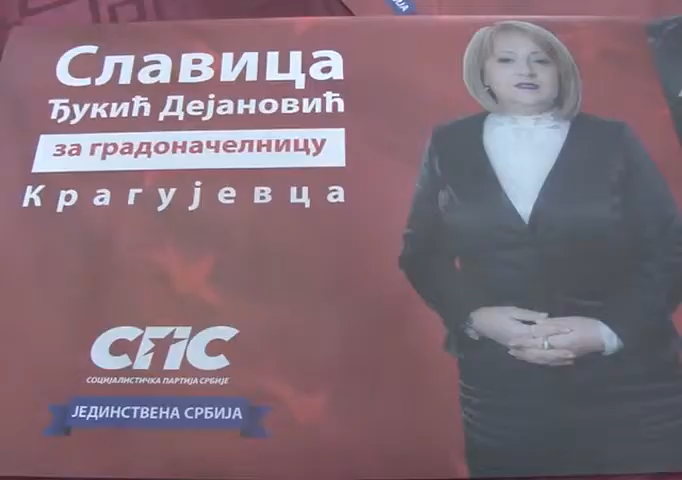 Славица
Ђукић Дејановић
за градоначелницу
Крагујевца
СПС
СОЦИЈАЛИСТИЧКА ПАРТИЈА СРБИЈЕ
ЈЕДИНСТВЕНА СРБИЈА